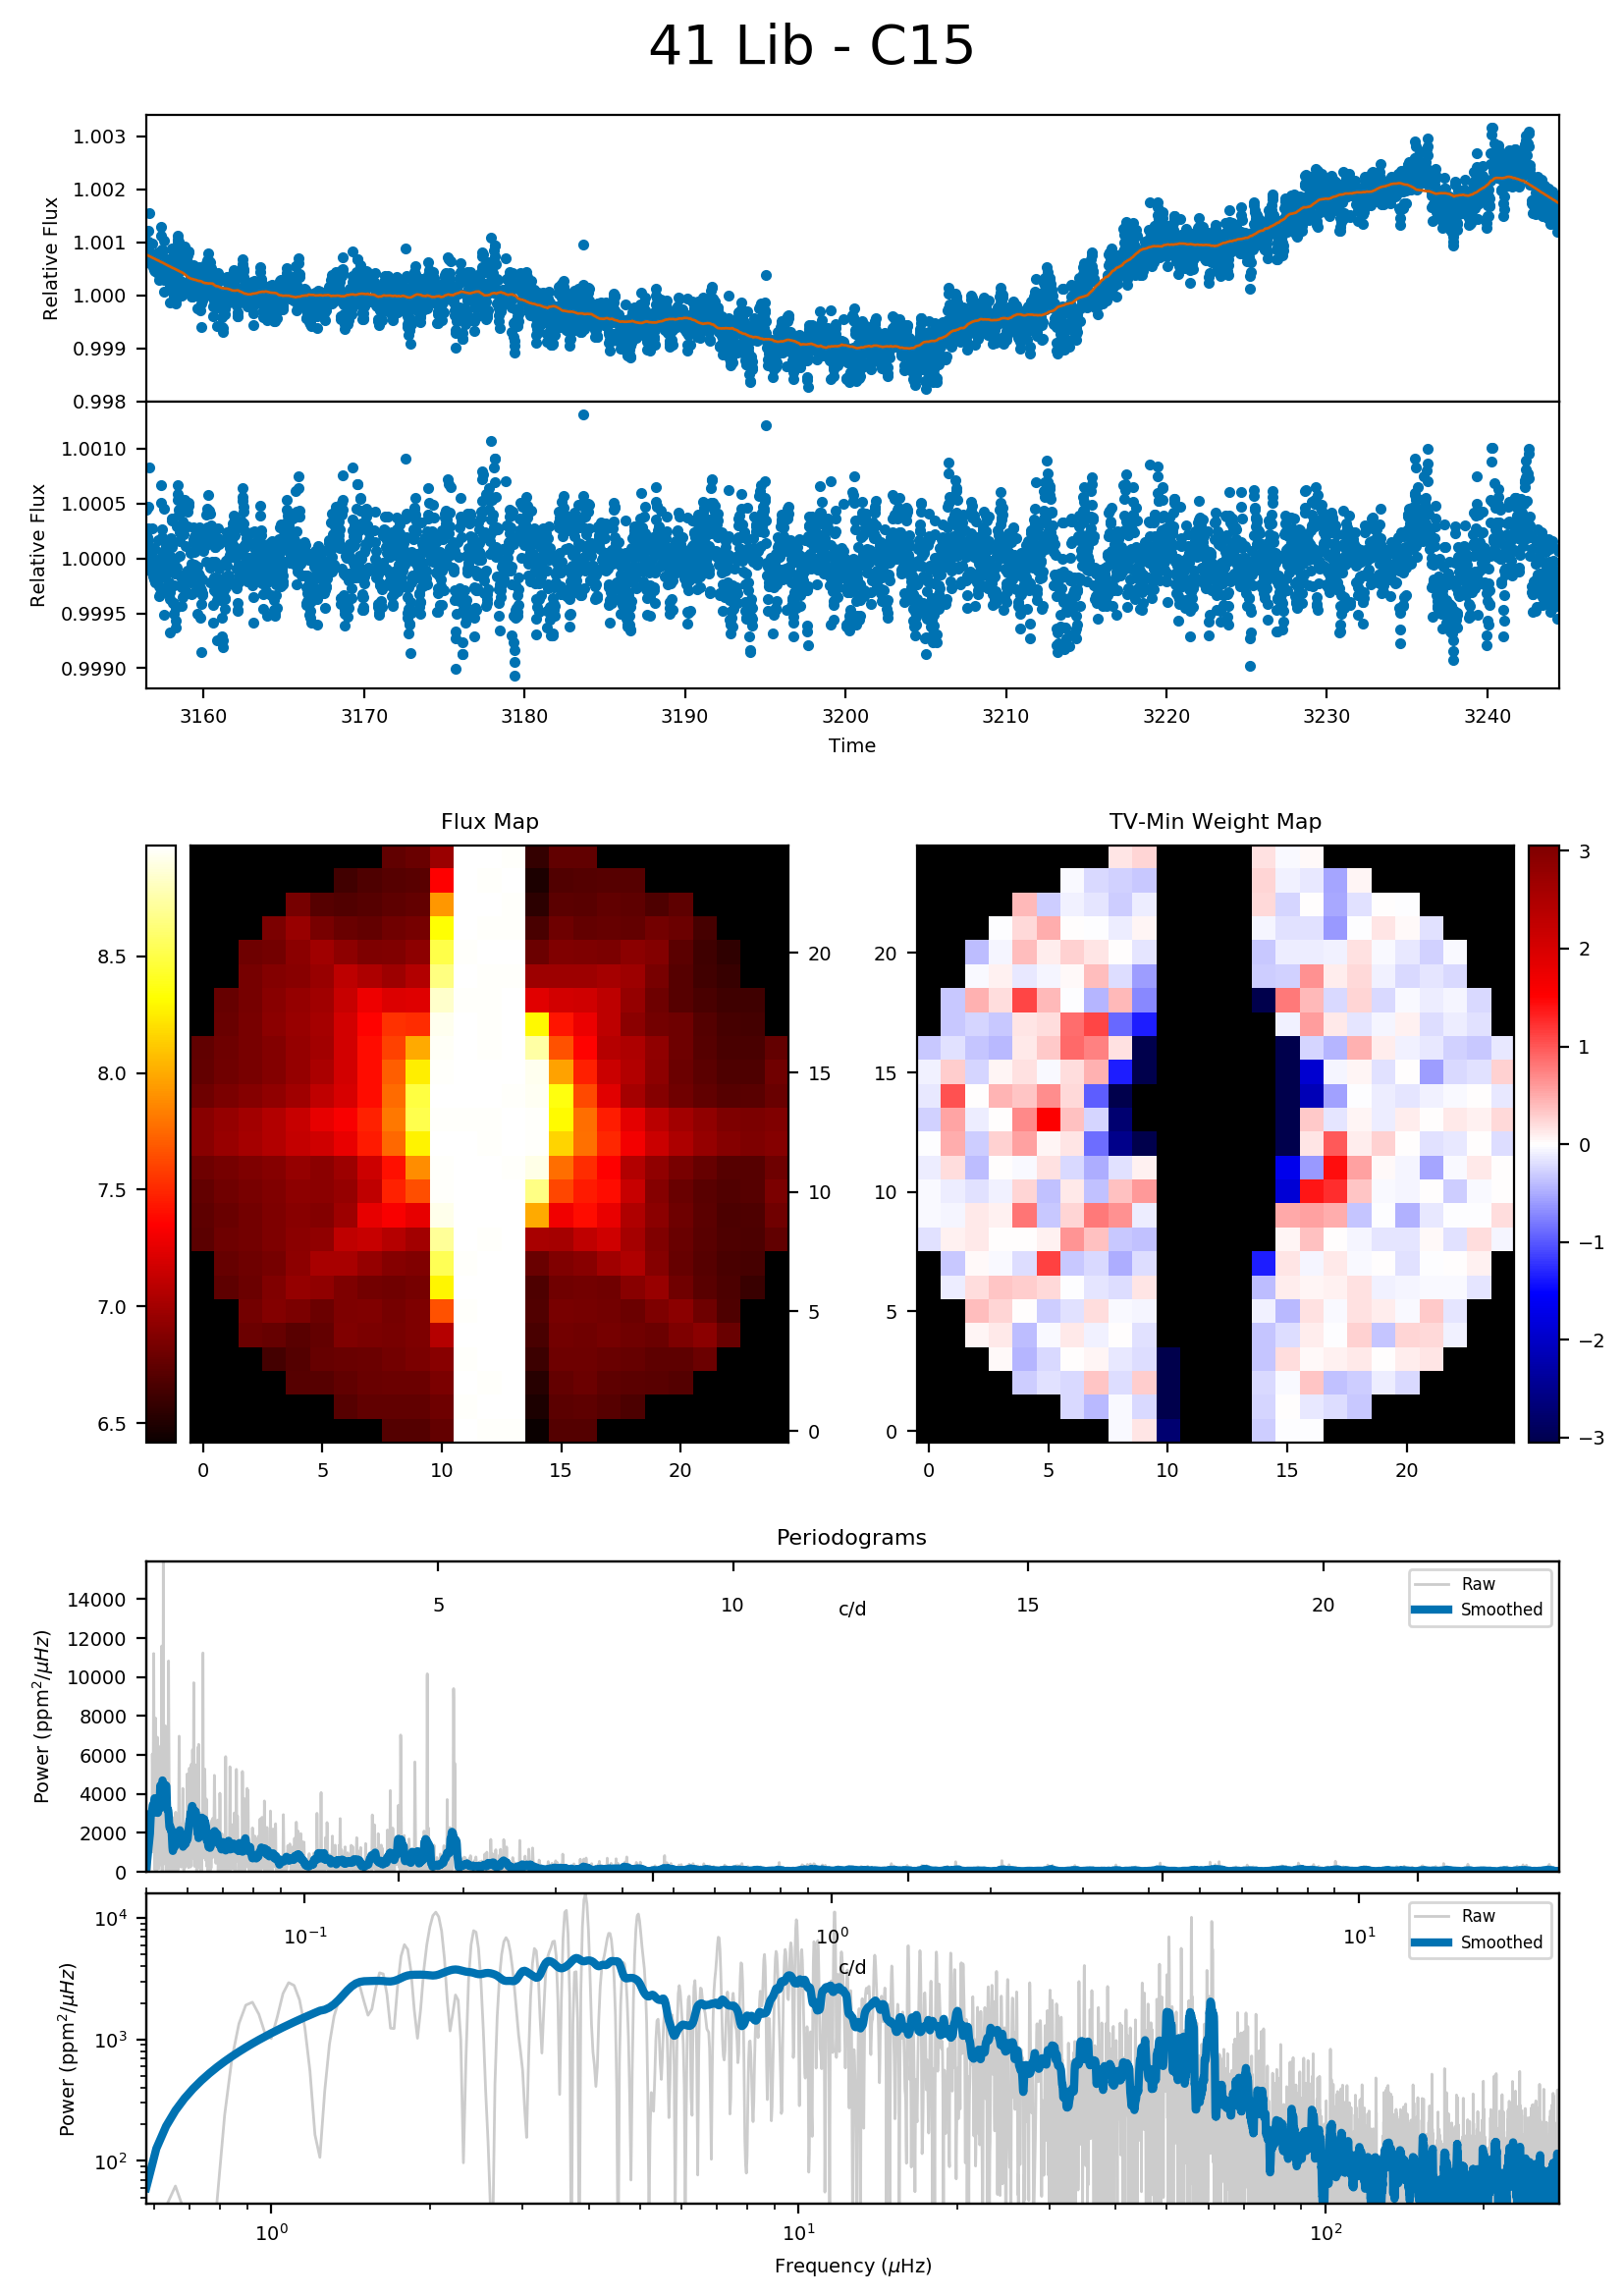 41 Lib - C15
1.003
1.002
1.001
1.000
0.999
0.998
Relative Flux
1.0010
1.0005
1.0000
0.9995
0.9990
Relative Flux
3160 3170 3180 3190 3200 3210 3220 3230 3240
Time
Flux Map
8.5
8.0
7.5
7.0
6.5
20
15
10
5
0
0 5 10 15 20
TV-Min Weight Map
20
15
10
5
0
0 5 10 15 20
3
2
1
0
−1
−2
−3
Periodograms
14000
12000
10000
8000
6000
4000
2000
0
Power (ppm²/μHz)
5 10 15 20
c/d
Raw
Smoothed
10⁴
10³
10²
Power (ppm²/μHz)
10⁻¹ 10⁰ 10¹
c/d
Raw
Smoothed
10⁰ 10¹ 10²
Frequency (μHz)